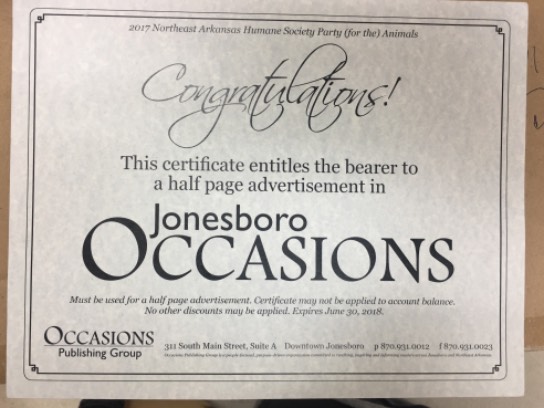 2017 Northeast Arkansas Humane Society Party (for the) Animals
Congratulations!
This certificate entitles the bearer to
a half page advertisement in
Jonesboro
OCCASIONS
Must be used for a half page advertisement. Certificate may not be applied to account balance.
No other discounts may be applied. Expires June 30, 2018.
OCCASIONS
Publishing Group
311 South Main Street, Suite A Downtown Jonesboro p 870.931.0012 f 870.931.0023